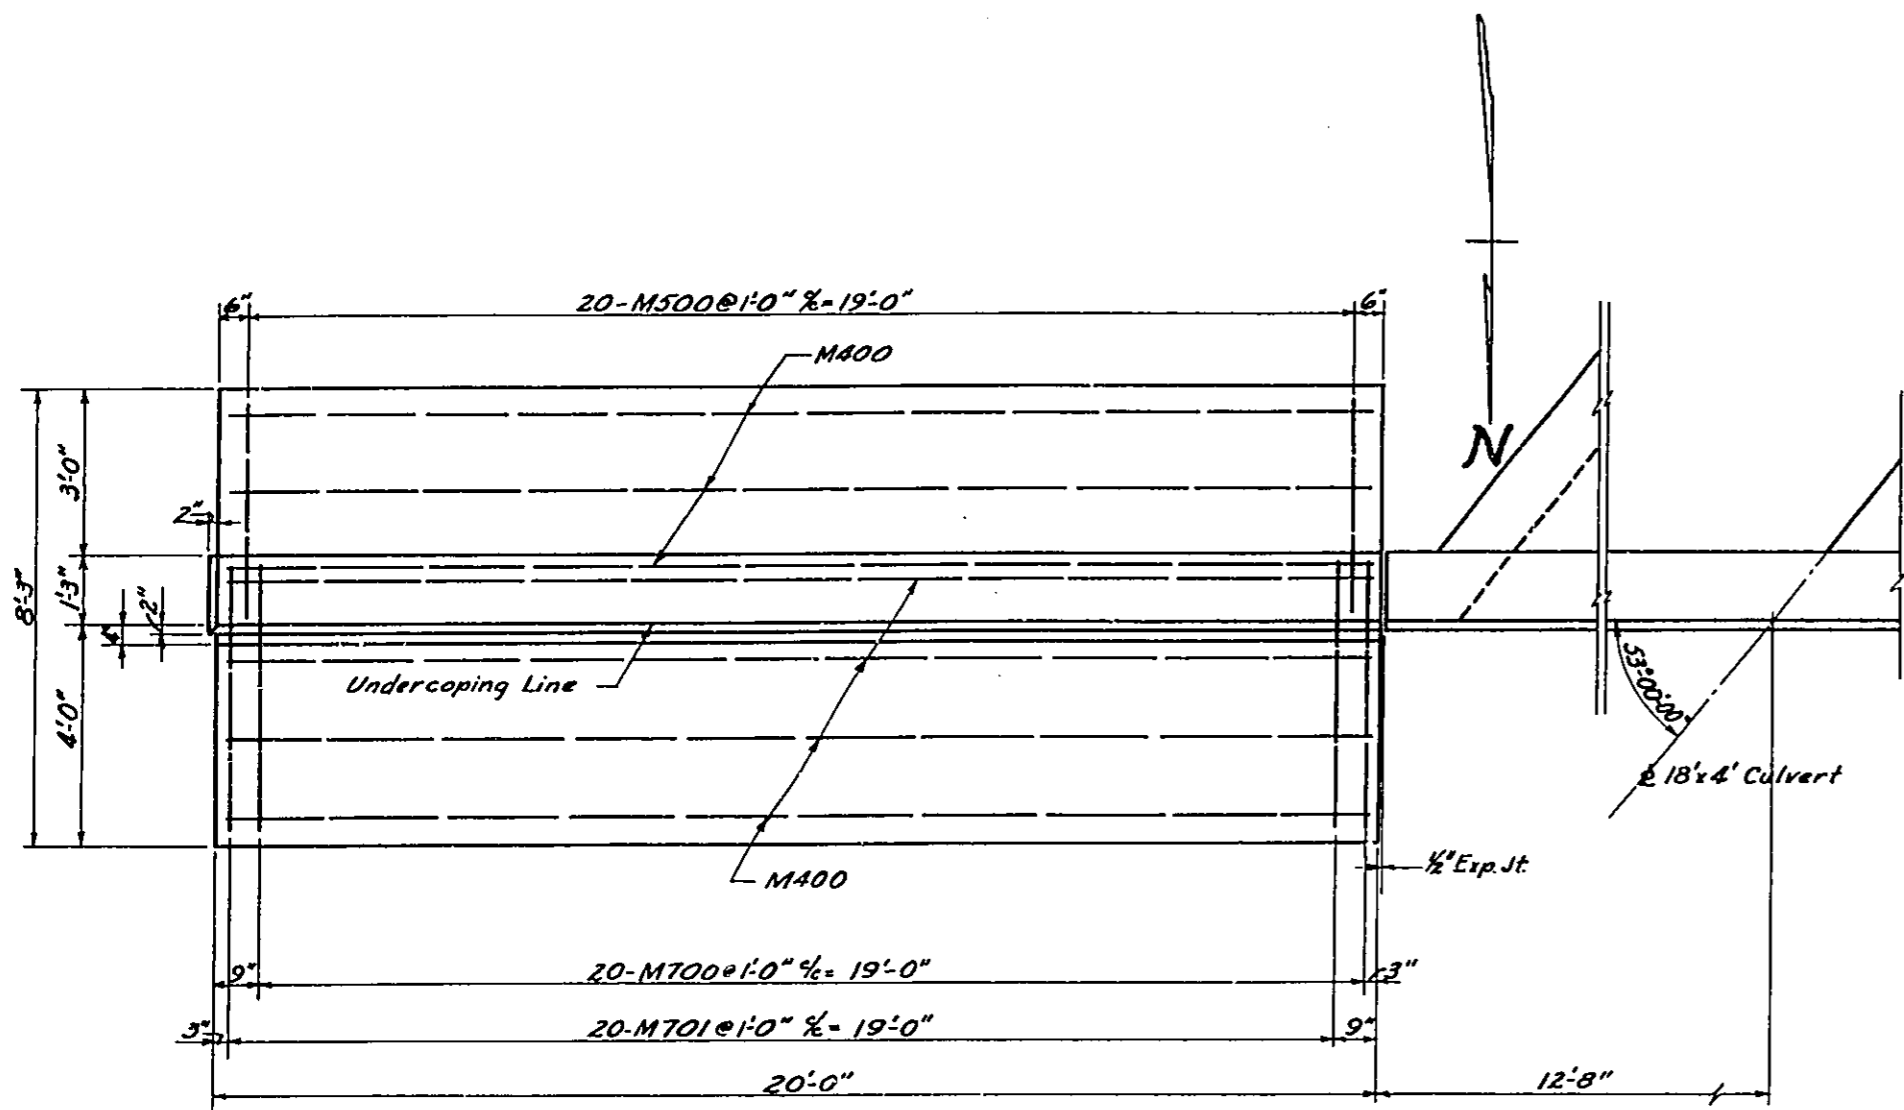 6"
20-M500@1'-0" c/c= 19'-0"
6"
M400
N
3'-0"
2"
8'-3"
1'-3"
2"
4"
Undercoping Line
4'-0"
53°00'-00"
℄ 18'x4' Culvert
M400
1/2" Exp. Jt.
9"
20-M700@1'-0" c/c= 19'-0"
3"
3"
20-M701@1'-0" c/c= 19'-0"
9"
20'-0"
12'-8"